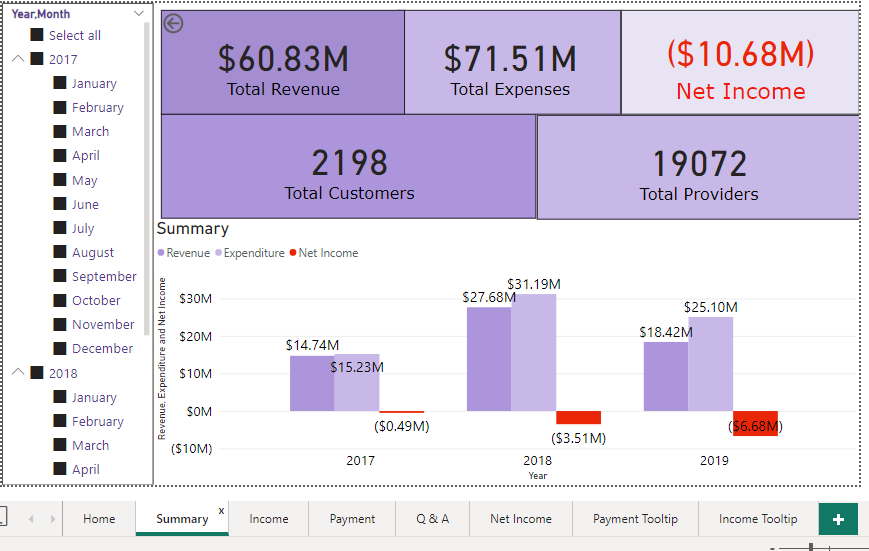 Year,Month
Select all
2017
January
February
March
April
May
June
July
August
September
October
November
December
2018
January
February
March
April
$60.83M
Total Revenue
$71.51M
Total Expenses
($10.68M)
Net Income
2198
Total Customers
19072
Total Providers
Summary
Revenue Expenditure Net Income
Revenue, Expenditure and Net Income
$30M
$20M
$10M
$0M
($10M)
$14.74M
$15.23M
($0.49M)
$27.68M
$31.19M
($3.51M)
$18.42M
$25.10M
($6.68M)
2017 2018 2019
Year
Home Summary x Income Payment Q & A Net Income Payment Tooltip Income Tooltip +